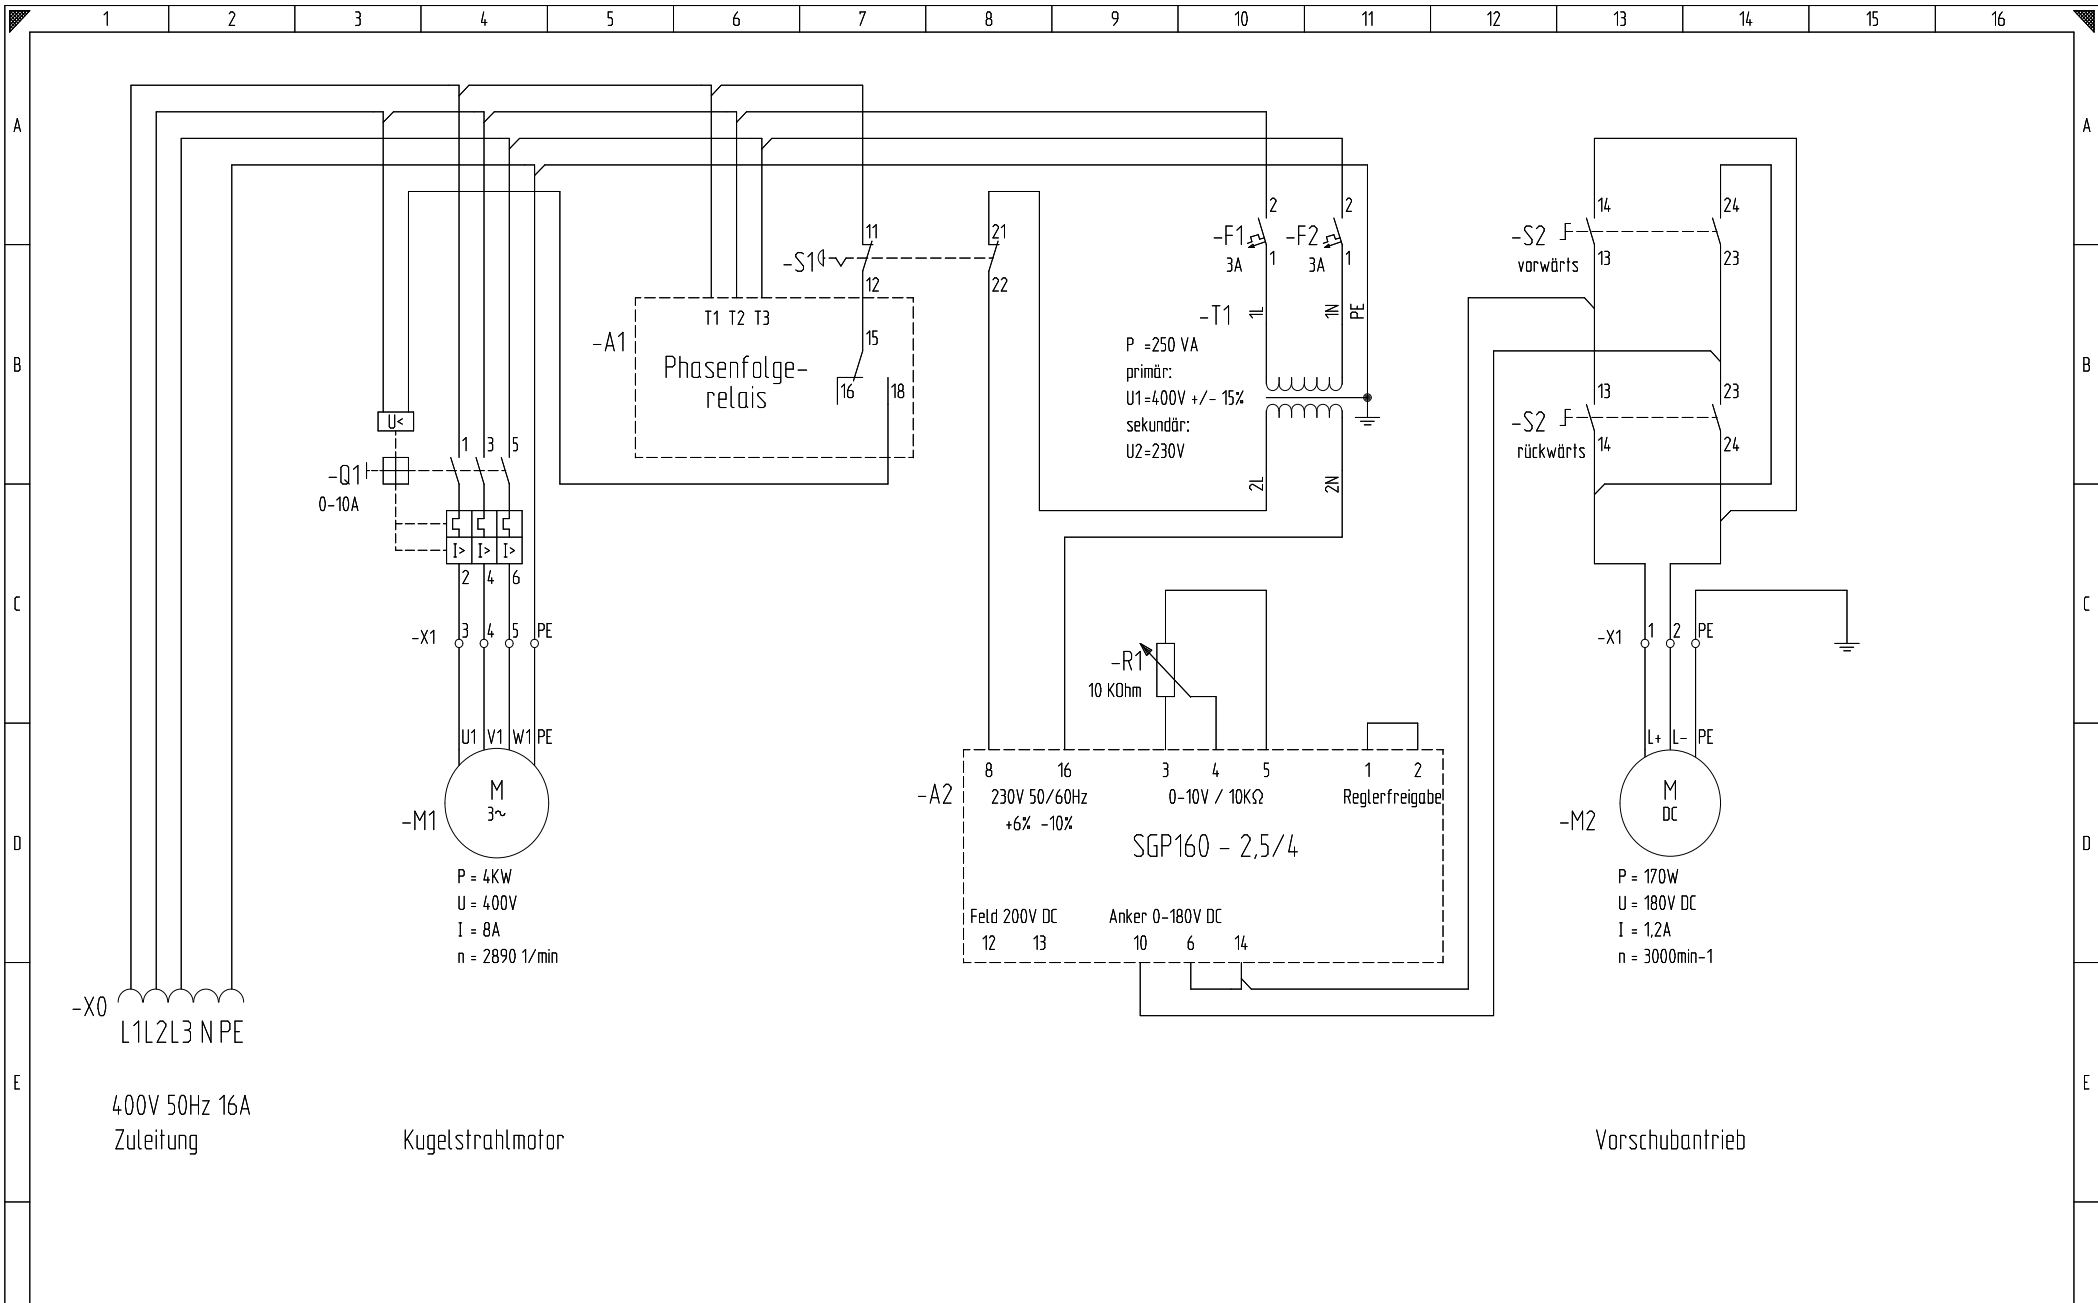 1 2 3 4 5 6 7 8 9 10 11 12 13 14 15 16
A A
14 24
2 2
11 21
-F1 -F2
-S2
-S1
3A 1 3A 1
vorwärts 13 23
12 22
T1 T2 T3
-T1 1L 1N PE
-A1
15
P =250 VA
Phasenfolge-
relais
B B
primär:
16 18
13 23
U1=400V +/- 15%
U<
-S2
sekundär:
1 3 5
14 24
U2=230V
rückwärts
-Q1
0-10A
2L 2N
I> I> I>
2 4 6
C C
-X1 3 4 5 PE
-X1 1 2 PE
-R1
10 KOhm
U1 V1 W1 PE
L+ L- PE
8 16 3 4 5 1 2
M
3~
M
DC
-A2
230V 50/60Hz 0-10V / 10KΩ Reglerfreigabe
+6% -10%
-M1
-M2
SGP160 - 2,5/4
D D
P = 4KW
U = 400V
I = 8A
n = 2890 1/min
P = 170W
U = 180V DC
I = 1,2A
n = 3000min-1
Feld 200V DC Anker 0-180V DC
12 13 10 6 14
-X0
L1L2L3 N PE
E E
400V 50Hz 16A
Zuleitung
Kugelstrahlmotor
Vorschubantrieb